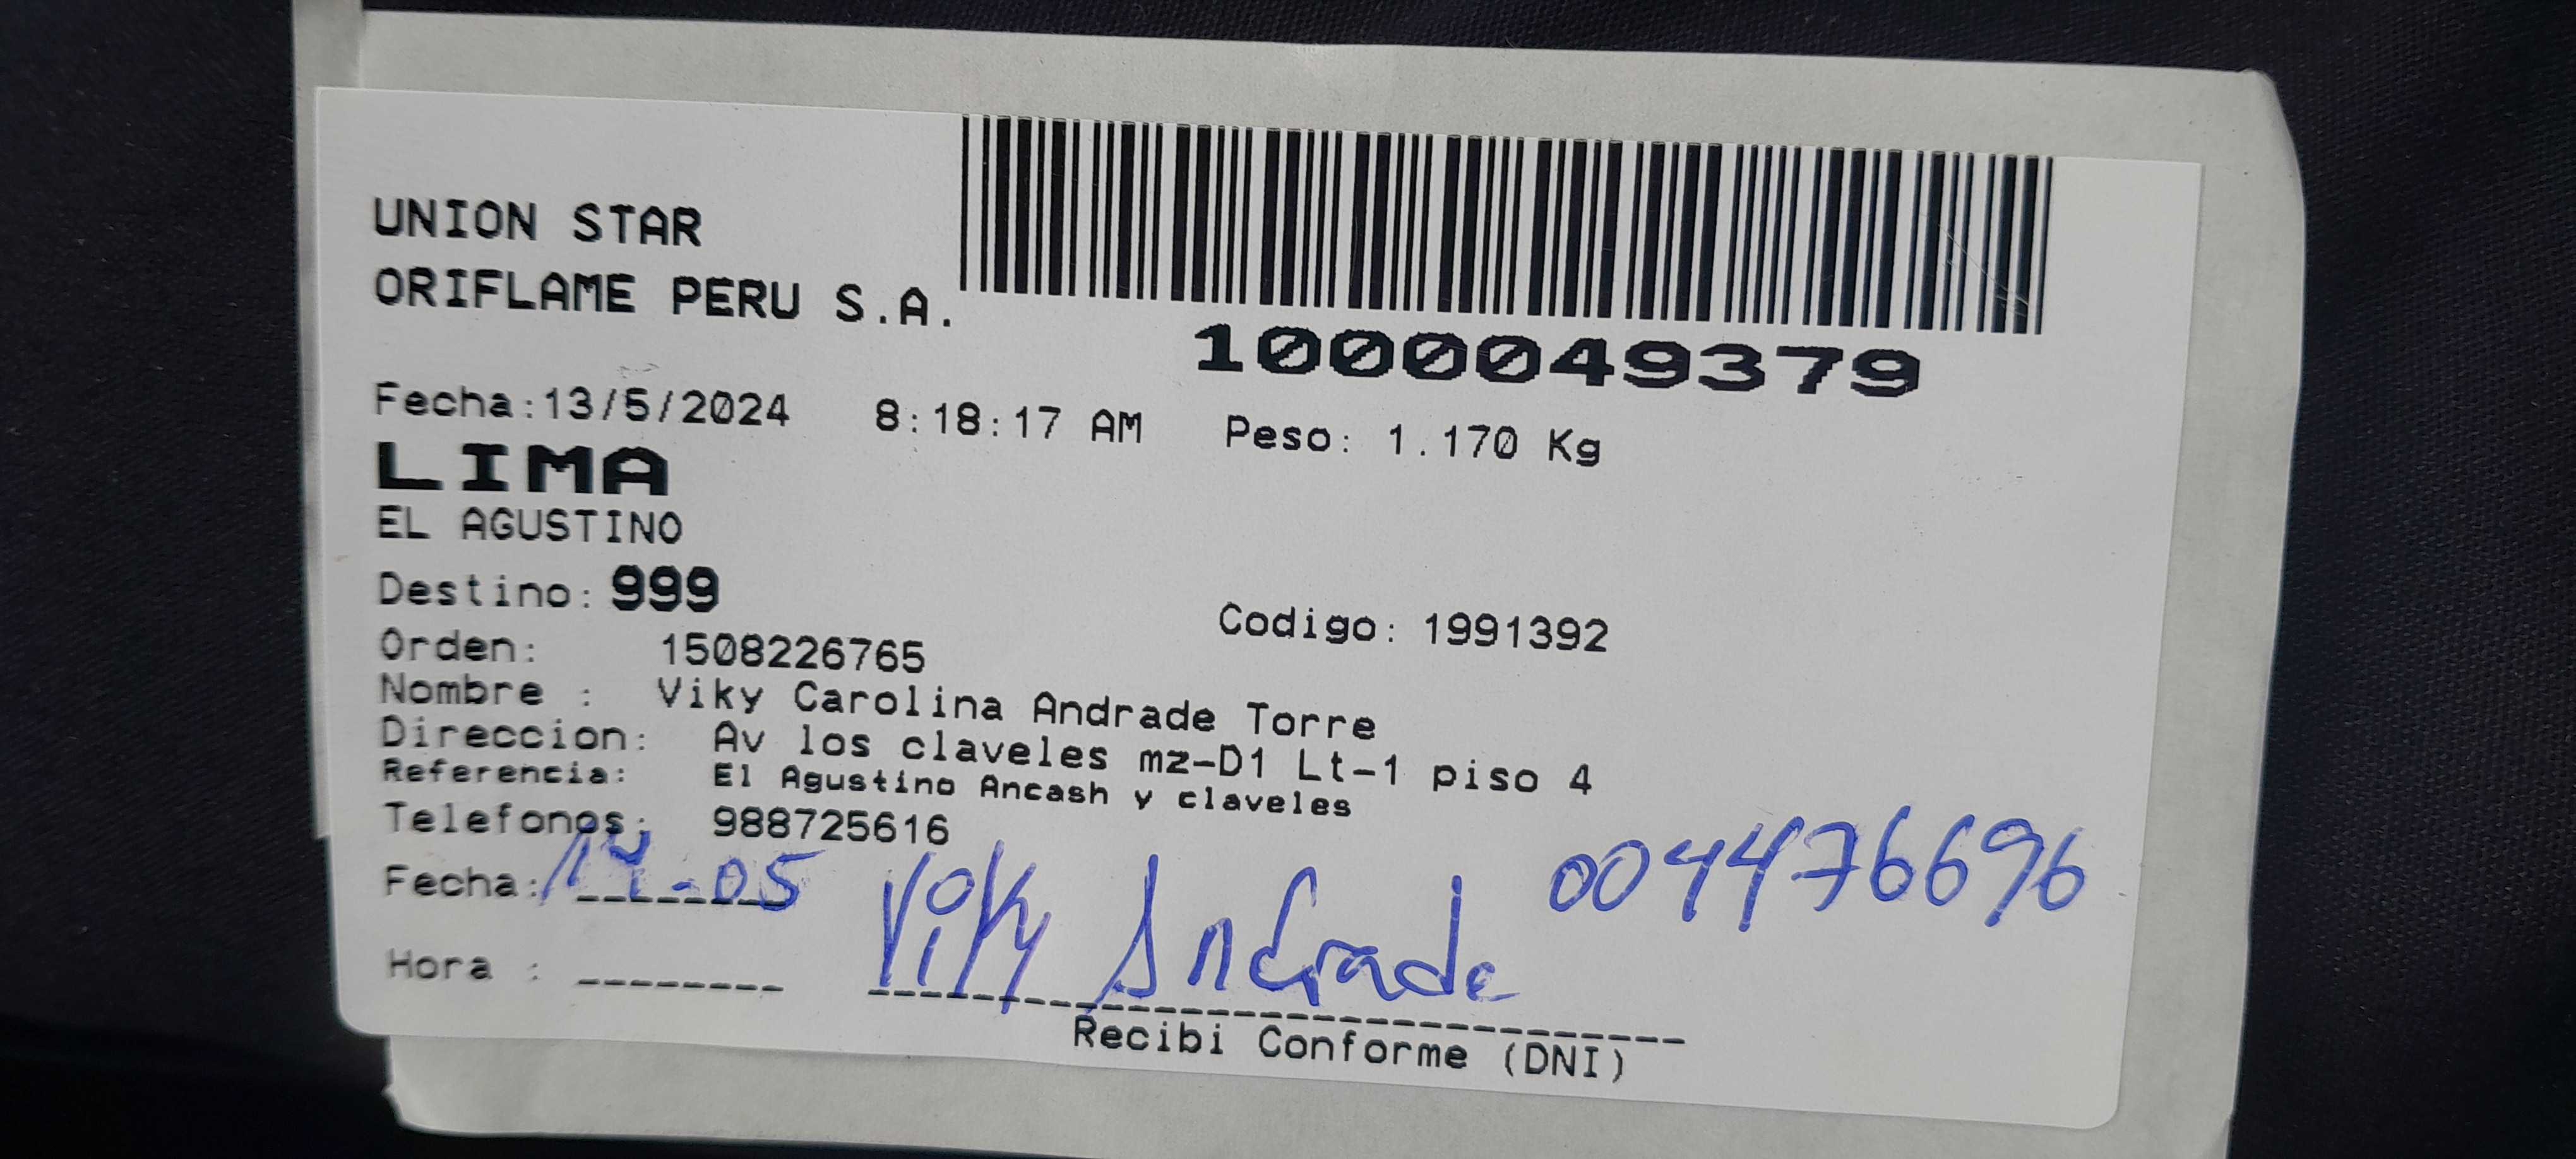 UNION STAR
ORIFLAME PERU S.A.
1000049379
Fecha:13/5/2024 8:18:17 AM Peso: 1.170 Kg
LIMA
EL AGUSTINO
Destino: 999
Codigo: 1991392
Orden: 1508226765
Nombre : Viky Carolina Andrade Torre
Direccion: Av los claveles mz-D1 Lt-1 piso 4
Referencia: El Agustino Ancash y claveles
Telefonos: 988725616
Fecha: 14-05
Viky Andrade 004476696
Hora : --------
Recibi Conforme (DNI)